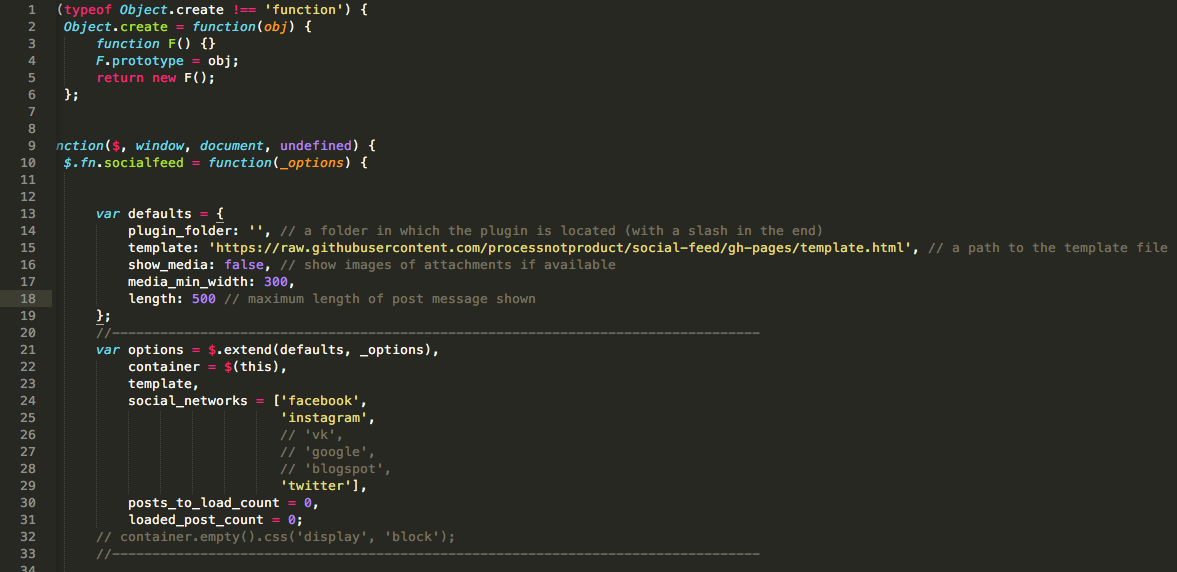 1 (typeof Object.create !== 'function') {
2 Object.create = function(obj) {
3 function F() {}
4 F.prototype = obj;
5 return new F();
6 };
7
8
9 nction($, window, document, undefined) {
10 $.fn.socialfeed = function(_options) {
11
12
13 var defaults = {
14 plugin_folder: '', // a folder in which the plugin is located (with a slash in the end)
15 template: 'https://raw.githubusercontent.com/processnotproduct/social-feed/gh-pages/template.html', // a path to the template file
16 show_media: false, // show images of attachments if available
17 media_min_width: 300,
18 length: 500 // maximum length of post message shown
19 };
20 //---------------------------------------------------------------------------------
21 var options = $.extend(defaults, _options),
22 container = $(this),
23 template,
24 social_networks = ['facebook',
25 'instagram',
26 // 'vk',
27 // 'google',
28 // 'blogspot',
29 'twitter'],
30 posts_to_load_count = 0,
31 loaded_post_count = 0;
32 // container.empty().css('display', 'block');
33 //---------------------------------------------------------------------------------
34